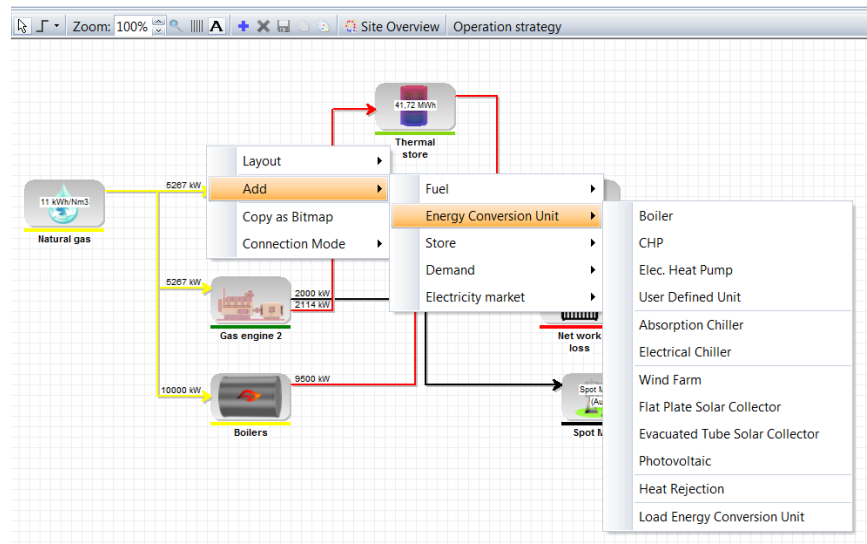 Zoom: 100% A Site Overview Operation strategy
41,72 MWh
Thermal
store
5267 kW
11 kWh/Nm3
Natural gas
Layout
Add
Copy as Bitmap
Connection Mode
Fuel
Energy Conversion Unit
Store
Demand
Electricity market
Boiler
CHP
Elec. Heat Pump
User Defined Unit
Absorption Chiller
Electrical Chiller
Wind Farm
Flat Plate Solar Collector
Evacuated Tube Solar Collector
Photovoltaic
Heat Rejection
Load Energy Conversion Unit
5267 kW
2000 kW
2114 kW
Gas engine 2
Net work
loss
10000 kW
9500 kW
Boilers
Spot M
(Au
Spot M